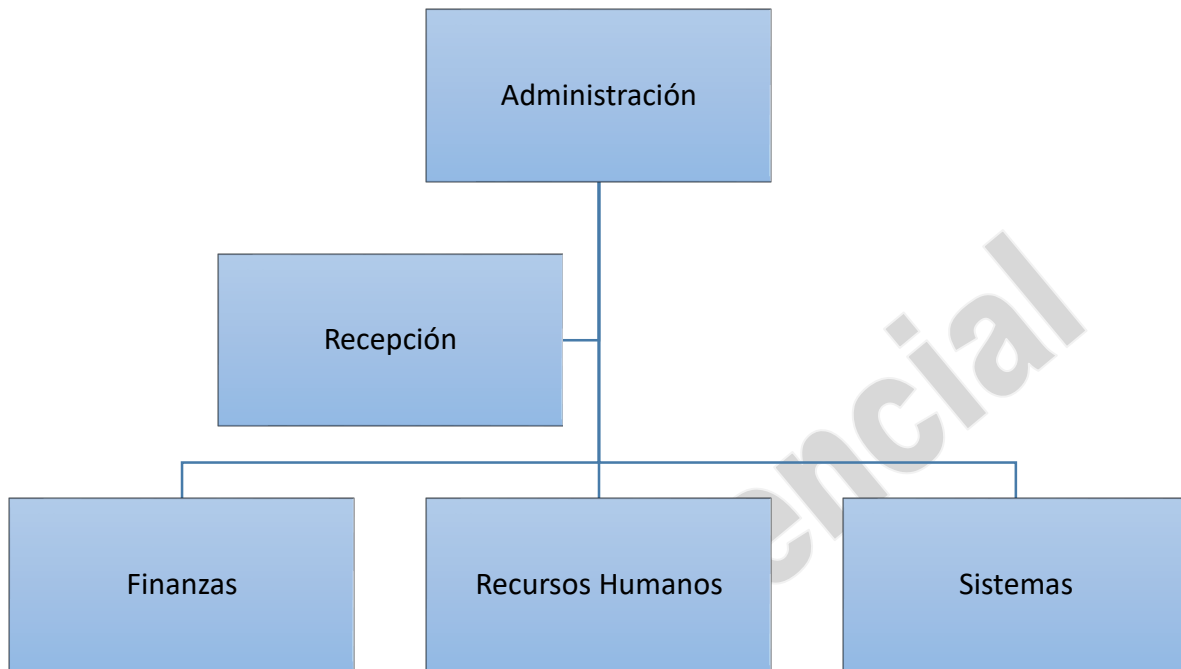 Administración
Recepción
Finanzas
Recursos Humanos
Sistemas